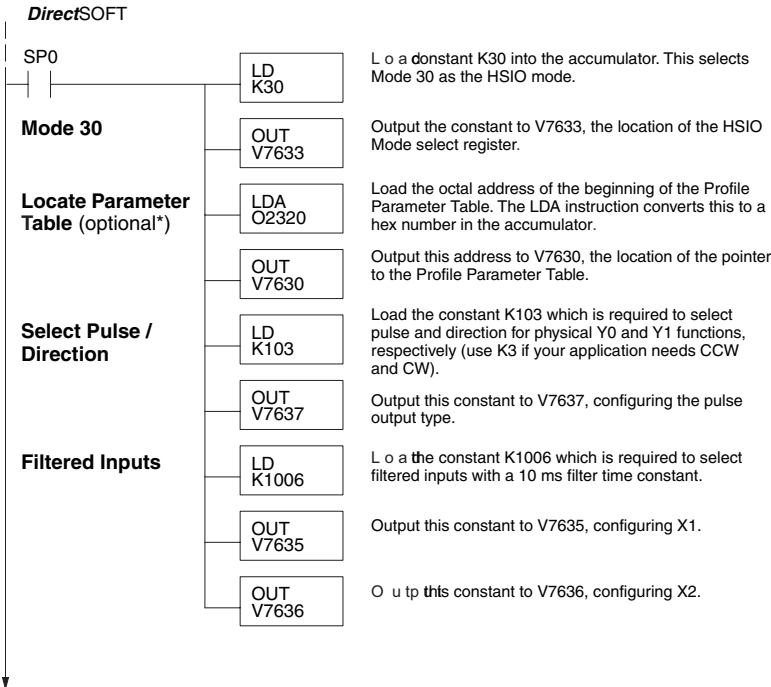 DirectSOFT
SP0
LD
K30
L o a donstant K30 into the accumulator. This selects
Mode 30 as the HSIO mode.
Mode 30
OUT
V7633
Output the constant to V7633, the location of the HSIO
Mode select register.
Locate Parameter
Table (optional*)
LDA
O2320
Load the octal address of the beginning of the Profile
Parameter Table. The LDA instruction converts this to a
hex number in the accumulator.
OUT
V7630
Output this address to V7630, the location of the pointer
to the Profile Parameter Table.
Select Pulse /
Direction
LD
K103
Load the constant K103 which is required to select
pulse and direction for physical Y0 and Y1 functions,
respectively (use K3 if your application needs CCW
and CW).
OUT
V7637
Output this constant to V7637, configuring the pulse
output type.
Filtered Inputs
LD
K1006
L o a the constant K1006 which is required to select
filtered inputs with a 10 ms filter time constant.
OUT
V7635
Output this constant to V7635, configuring X1.
OUT
V7636
O u tp this constant to V7636, configuring X2.